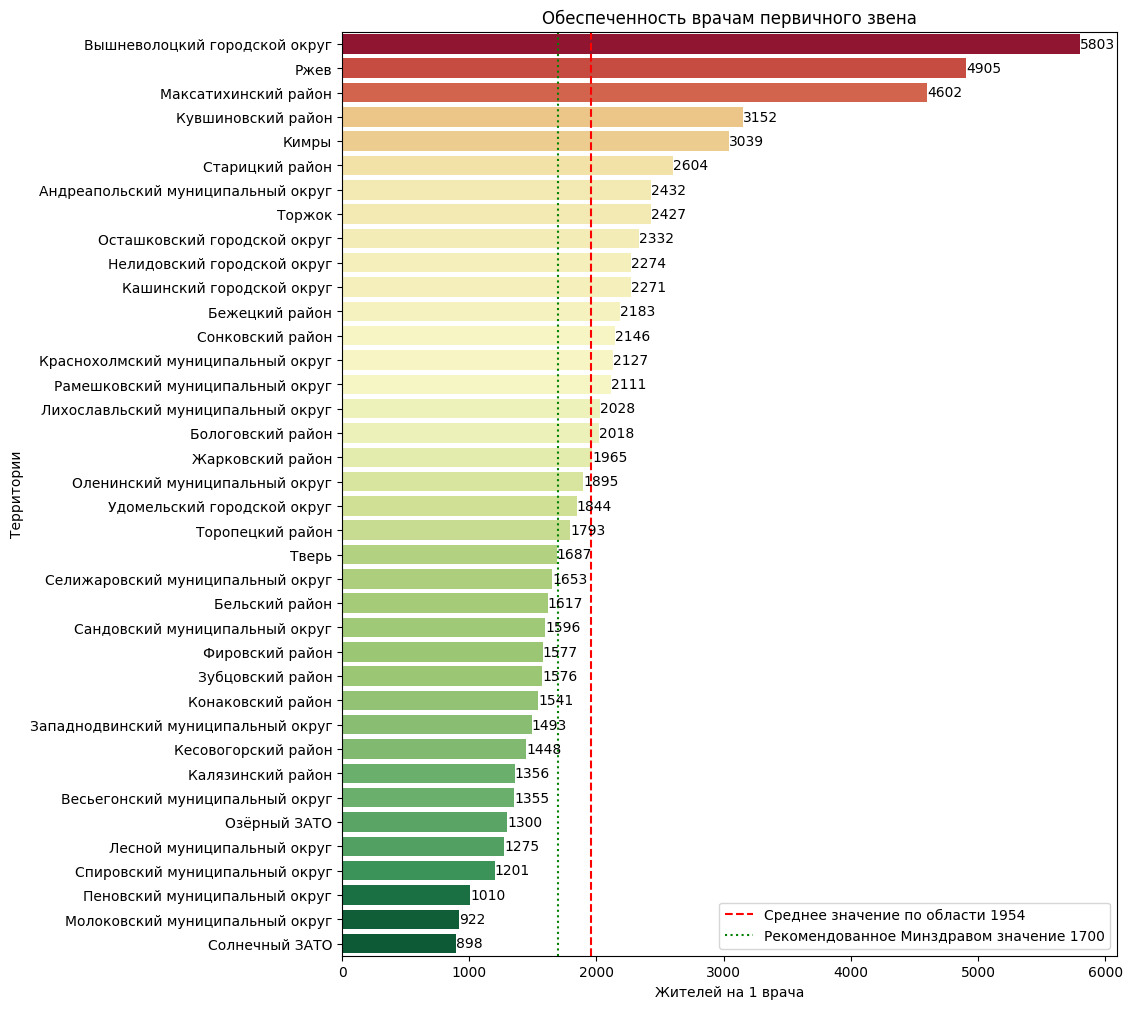 Обеспеченность врачам первичного звена
Территории
Вышневолоцкий городской округ 5803
Ржев 4905
Максатихинский район 4602
Кувшиновский район 3152
Кимры 3039
Старицкий район 2604
Андреапольский муниципальный округ 2432
Торжок 2427
Осташковский городской округ 2332
Нелидовский городской округ 2274
Кашинский городской округ 2271
Бежецкий район 2183
Сонковский район 2146
Краснохолмский муниципальный округ 2127
Рамешковский муниципальный округ 2111
Лихославльский муниципальный округ 2028
Бологовский район 2018
Жарковский район 1965
Оленинский муниципальный округ 1895
Удомельский городской округ 1844
Торопецкий район 1793
Тверь 1687
Селижаровский муниципальный округ 1653
Бельский район 1617
Сандовский муниципальный округ 1596
Фировский район 1577
Зубцовский район 1576
Конаковский район 1541
Западнодвинский муниципальный округ 1493
Кесовогорский район 1448
Калязинский район 1356
Весьегонский муниципальный округ 1355
Озёрный ЗАТО 1300
Лесной муниципальный округ 1275
Спировский муниципальный округ 1201
Пеновский муниципальный округ 1010
Молоковский муниципальный округ 922
Солнечный ЗАТО 898
Среднее значение по области 1954
Рекомендованное Минздравом значение 1700
0 1000 2000 3000 4000 5000 6000
Жителей на 1 врача